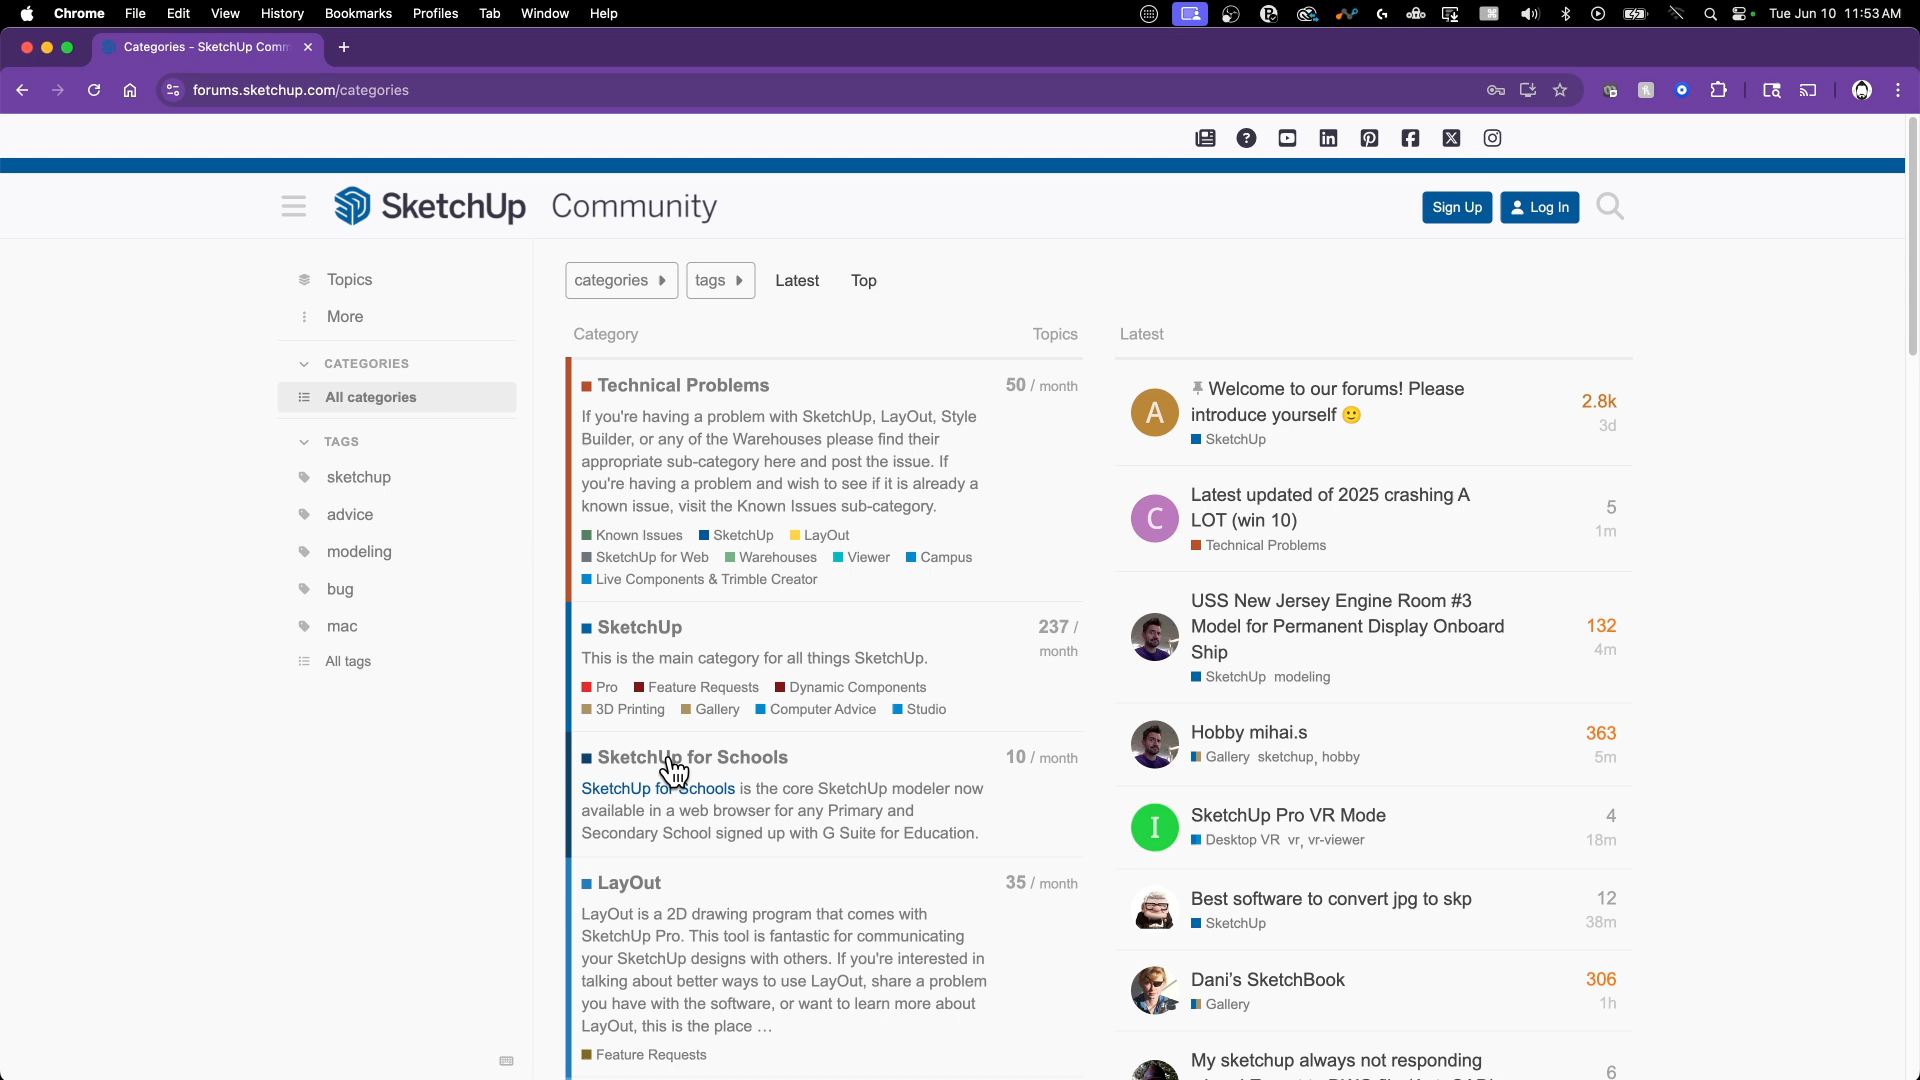 Chrome File Edit View History Bookmarks Profiles Tab Window Help
Tue Jun 10 11:53 AM
Categories - SketchUp Comm
forums.sketchup.com/categories
SketchUp Community
Sign Up
Log In
Topics
More
CATEGORIES
All categories
TAGS
sketchup
advice
modeling
bug
mac
All tags
categories
tags
Latest
Top
Category Topics
Technical Problems 50 / month
If you're having a problem with SketchUp, LayOut, Style
Builder, or any of the Warehouses please find their
appropriate sub-category here and post the issue. If
you're having a problem and wish to see if it is already a
known issue, visit the Known Issues sub-category.
Known Issues SketchUp LayOut
SketchUp for Web Warehouses Viewer Campus
Live Components & Trimble Creator
SketchUp 237 /
month
This is the main category for all things SketchUp.
Pro Feature Requests Dynamic Components
3D Printing Gallery Computer Advice Studio
SketchUp for Schools 10 / month
SketchUp for Schools is the core SketchUp modeler now
available in a web browser for any Primary and
Secondary School signed up with G Suite for Education.
LayOut 35 / month
LayOut is a 2D drawing program that comes with
SketchUp Pro. This tool is fantastic for communicating
your SketchUp designs with others. If you're interested in
talking about better ways to use LayOut, share a problem
you have with the software, or want to learn more about
LayOut, this is the place ...
Feature Requests
Latest
A
Welcome to our forums! Please
introduce yourself 🙂
SketchUp
2.8k
3d
C
Latest updated of 2025 crashing A
LOT (win 10)
Technical Problems
5
1m
USS New Jersey Engine Room #3
Model for Permanent Display Onboard
Ship
SketchUp modeling
132
4m
Hobby mihai.s
Gallery sketchup, hobby
363
5m
I
SketchUp Pro VR Mode
Desktop VR vr, vr-viewer
4
18m
Best software to convert jpg to skp
SketchUp
12
38m
Dani's SketchBook
Gallery
306
1h
My sketchup always not responding
6